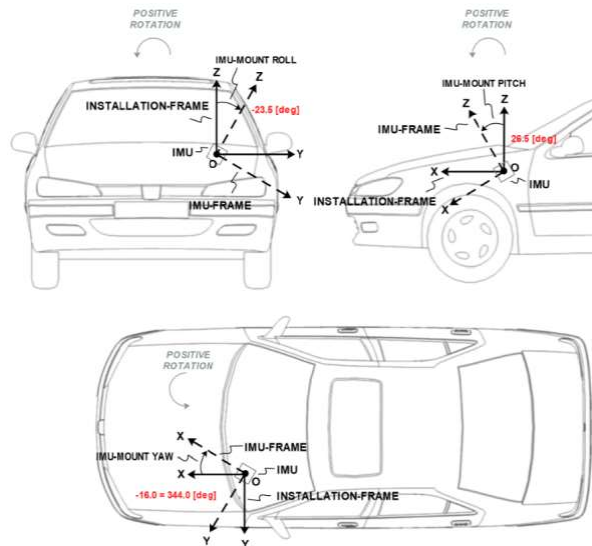 POSITIVE
ROTATION
IMU-MOUNT ROLL
Z
Z
INSTALLATION-FRAME
-23.5 [deg]
IMU
O
Y
IMU-FRAME
Y
POSITIVE
ROTATION
IMU-MOUNT PITCH
Z
Z
IMU-FRAME
26.5 [deg]
X
O
IMU
INSTALLATION-FRAME
X
POSITIVE
ROTATION
X
IMU-FRAME
IMU-MOUNT YAW
X
IMU
O
-16.0 = 344.0 [deg]
INSTALLATION-FRAME
Y
Y